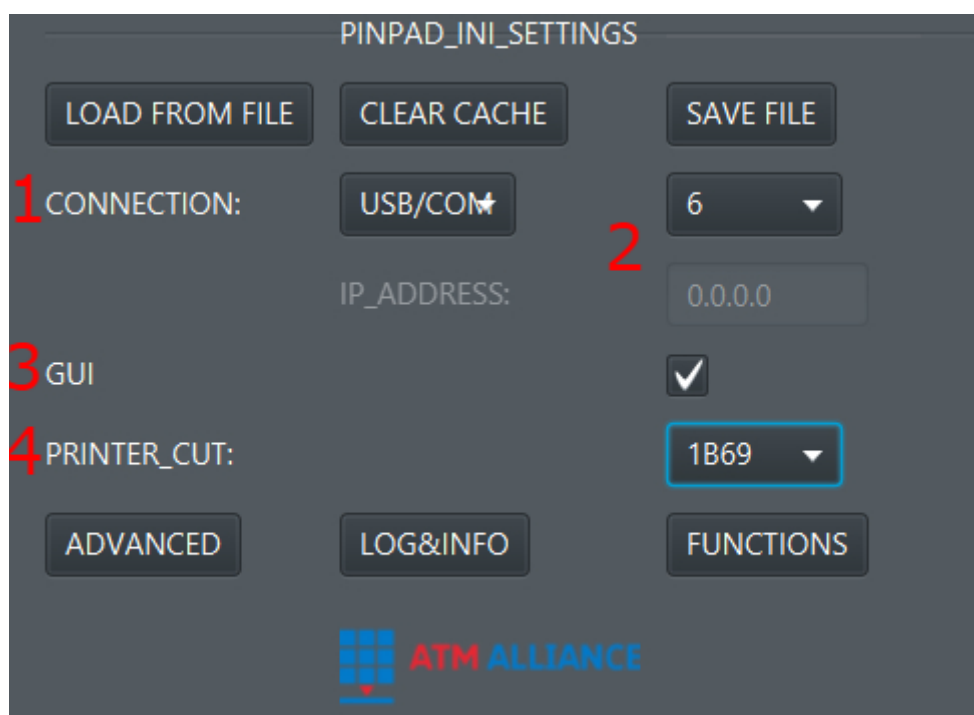 PINPAD_INI_SETTINGS
LOAD FROM FILE CLEAR CACHE SAVE FILE
1 CONNECTION: USB/COM 6
2
IP_ADDRESS: 0.0.0.0
3 GUI
4 PRINTER_CUT: 1B69
ADVANCED LOG&INFO FUNCTIONS
ATM ALLIANCE